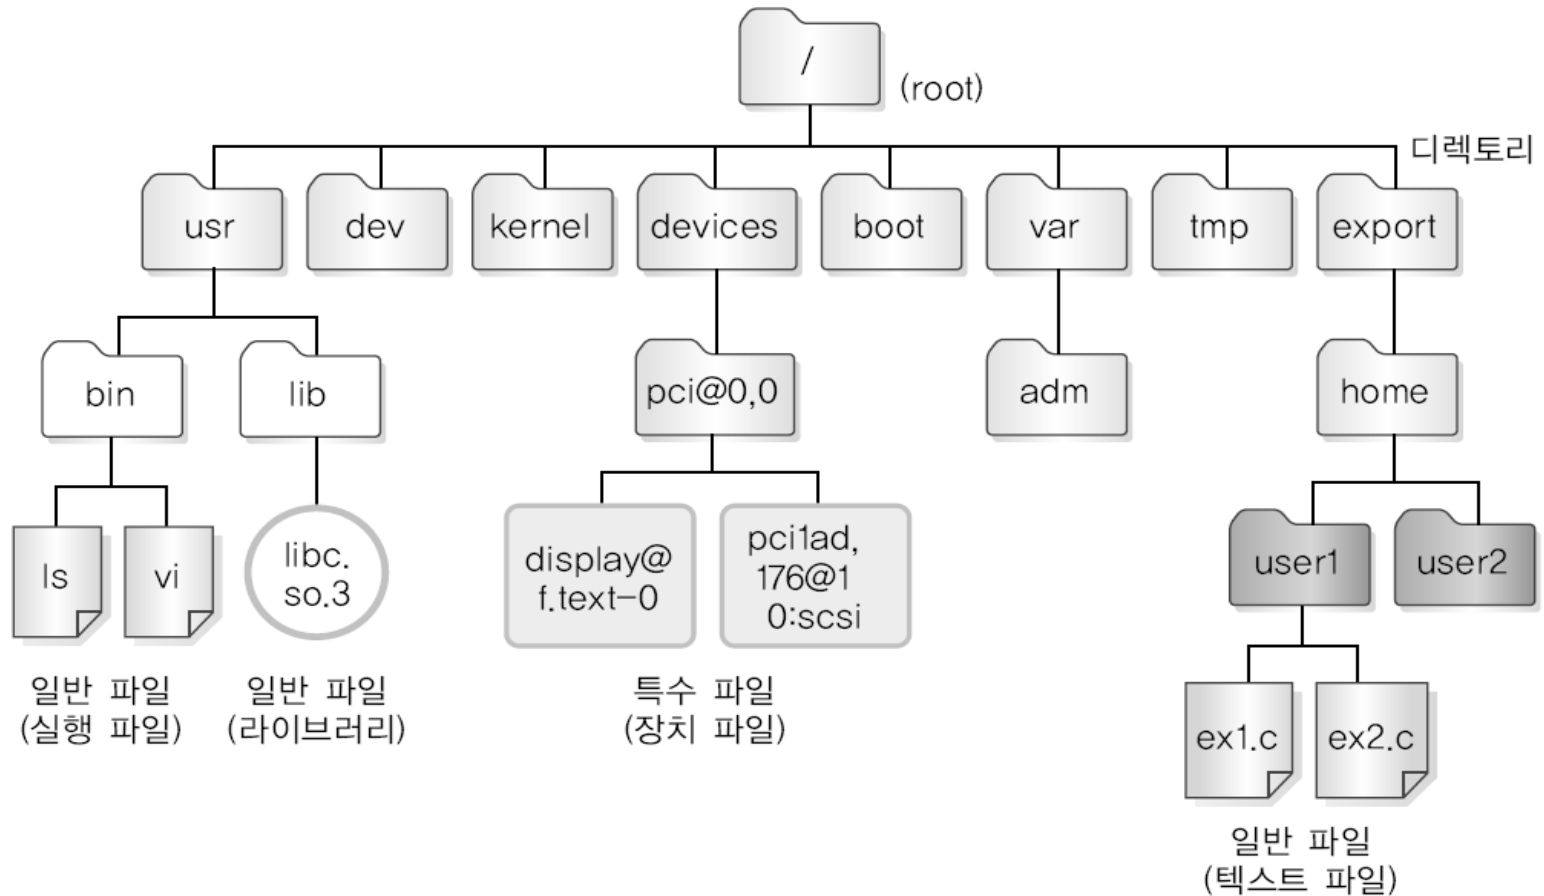 /
(root)
디렉토리
usr
dev
kernel
devices
boot
var
tmp
export
bin
lib
pci@0,0
adm
home
ls
vi
libc.
so.3
display@
f.text-0
pci1ad,
176@1
0:scsi
user1
user2
일반 파일
(실행 파일)
일반 파일
(라이브러리)
특수 파일
(장치 파일)
ex1.c
ex2.c
일반 파일
(텍스트 파일)